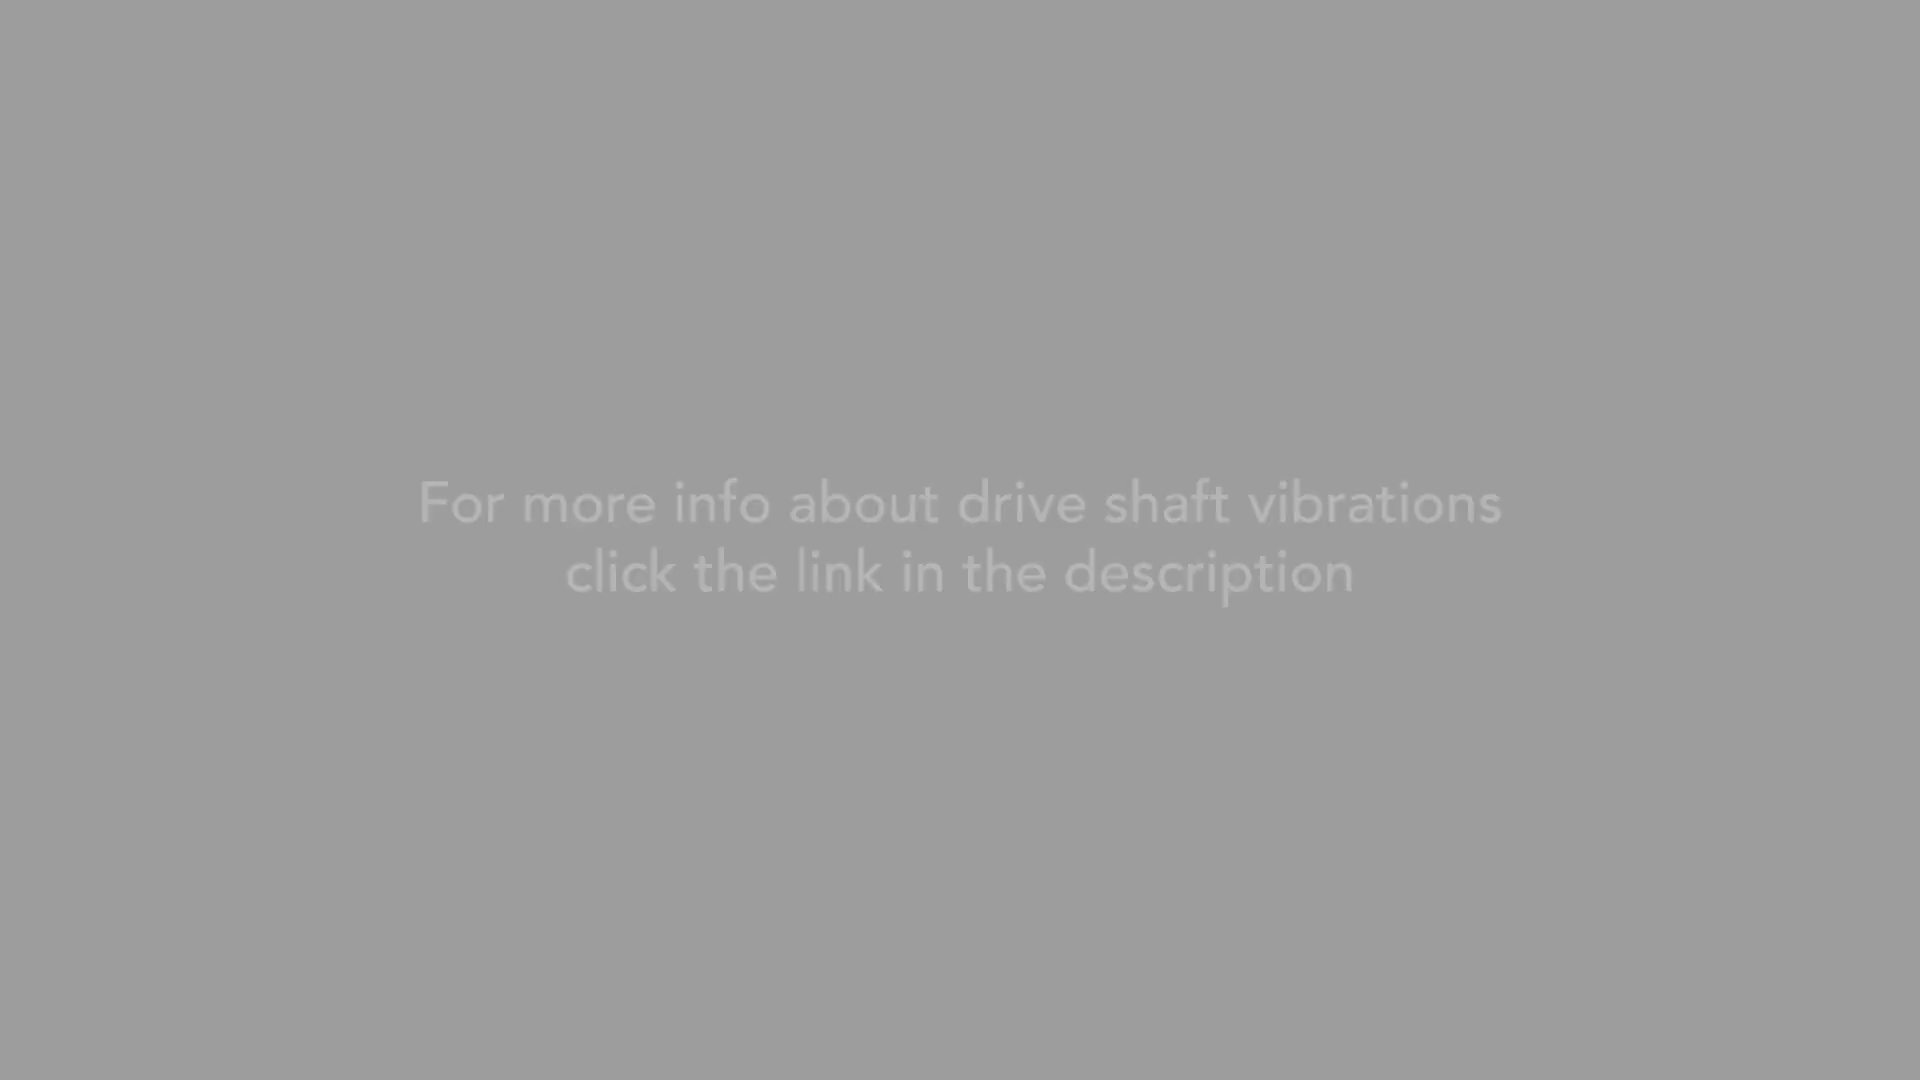 For more info about drive shaft vibrations
click the link in the description